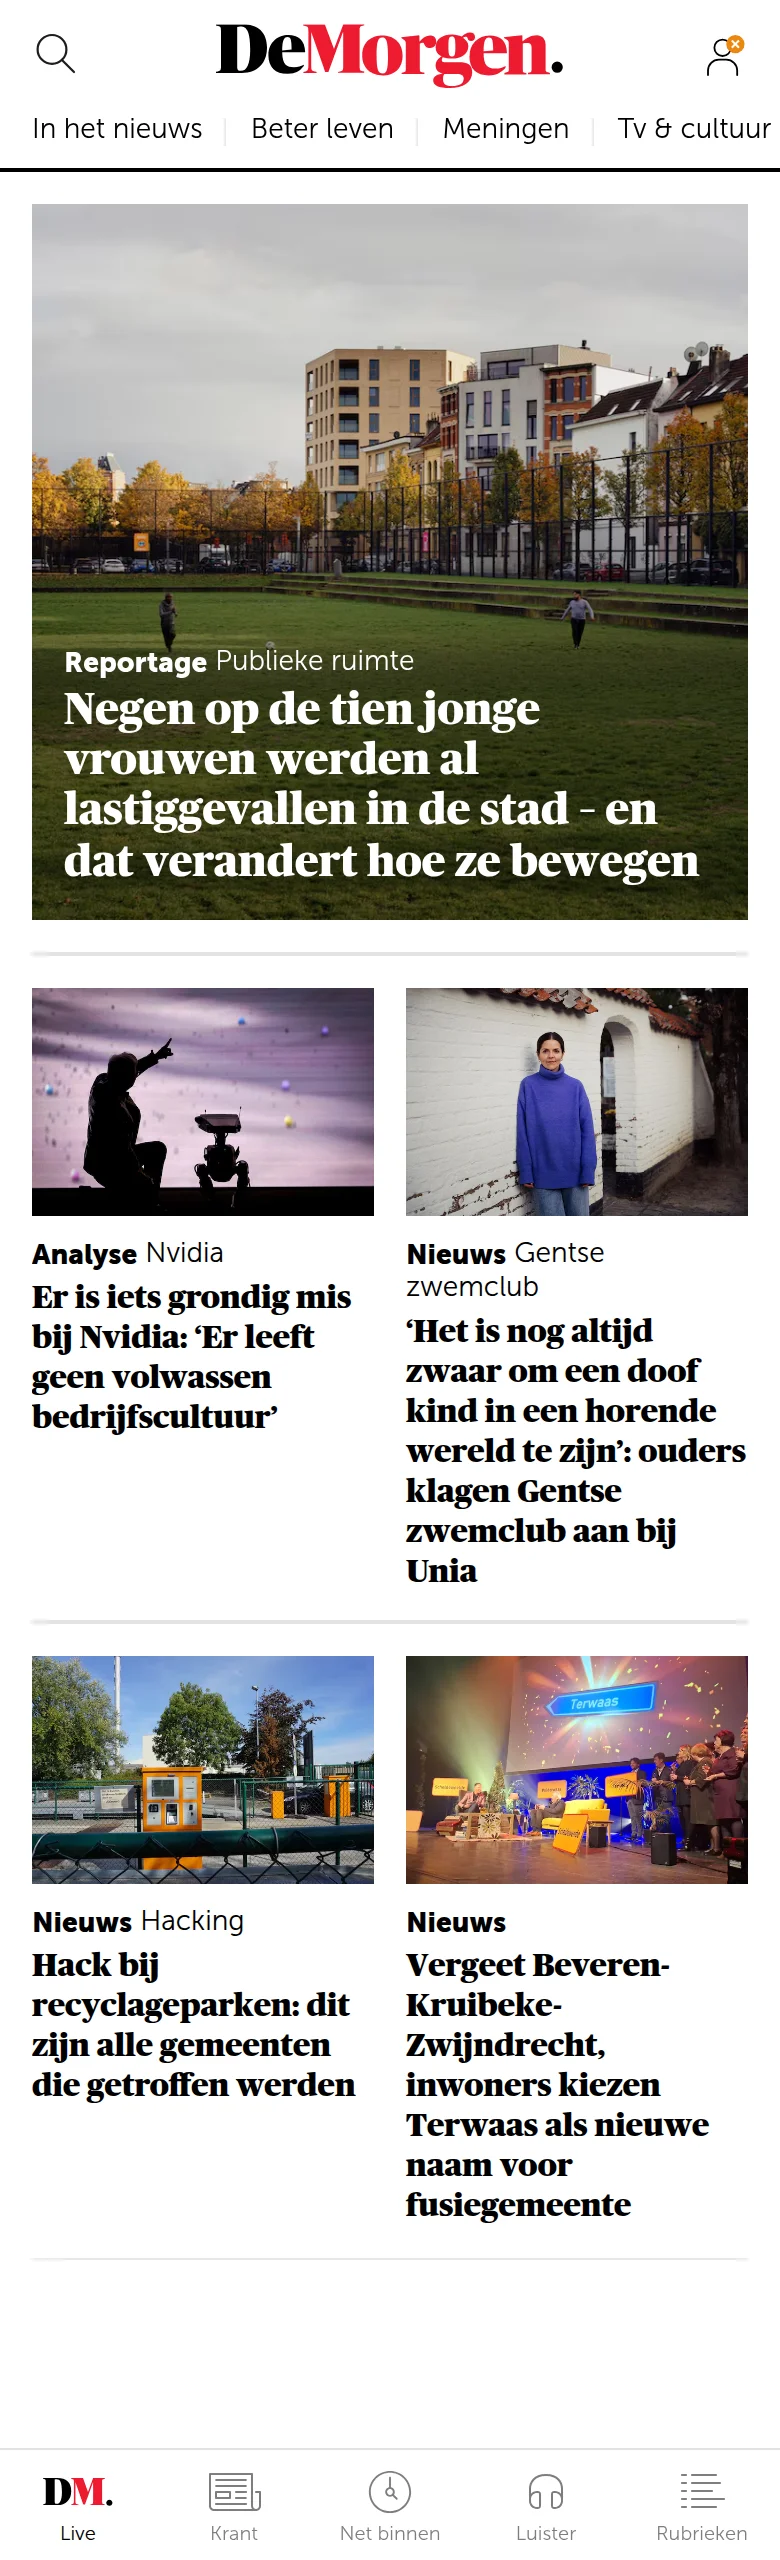 DeMorgen.
In het nieuws
Beter leven
Meningen
Tv & cultuur
Reportage Publieke ruimte
Negen op de tien jonge
vrouwen werden al
lastiggevallen in de stad – en
dat verandert hoe ze bewegen
Analyse Nvidia
Er is iets grondig mis
bij Nvidia: ‘Er leeft
geen volwassen
bedrijfscultuur’
Nieuws Gentse
zwemclub
‘Het is nog altijd
zwaar om een doof
kind in een horende
wereld te zijn’: ouders
klagen Gentse
zwemclub aan bij
Unia
Nieuws Hacking
Hack bij
recyclageparken: dit
zijn alle gemeenten
die getroffen werden
Terwaas
Nieuws
Vergeet Beveren-
Kruibeke-
Zwijndrecht,
inwoners kiezen
Terwaas als nieuwe
naam voor
fusiegemeente
DM.
Live
Krant
Net binnen
Luister
Rubrieken